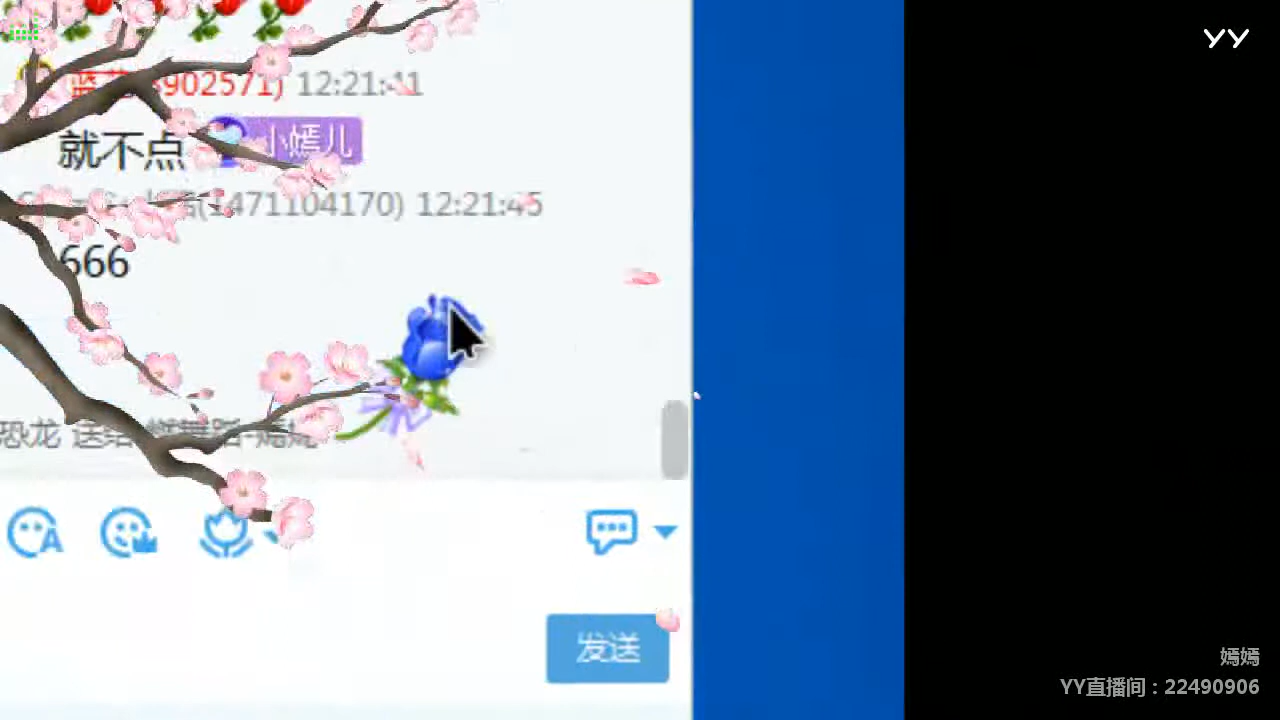 YY
902571) 12:21:41
就不点 小嫣儿
(1471104170) 12:21:45
666
恐龙 送给
发送
嫣嫣
YY直播间：22490906